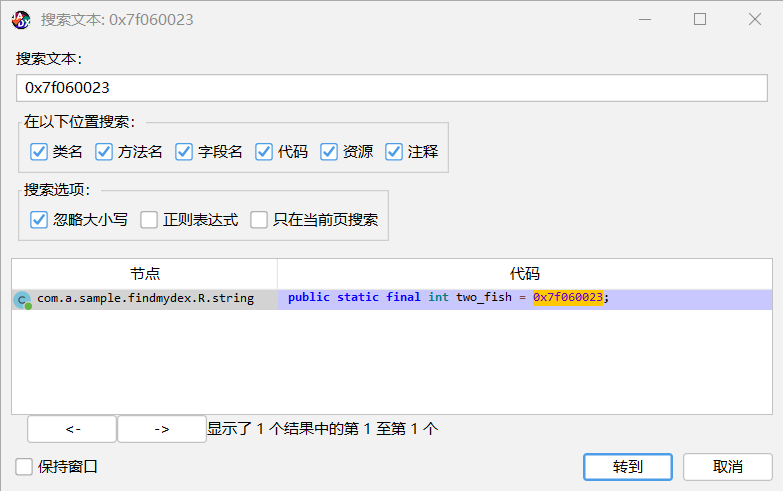 搜索文本: 0x7f060023
搜索文本：
0x7f060023
在以下位置搜索：
类名 方法名 字段名 代码 资源 注释
搜索选项：
忽略大小写 正则表达式 只在当前页搜索
节点 代码
C com.a.sample.findmydex.R.string public static final int two_fish = 0x7f060023;
<- -> 显示了 1 个结果中的第 1 至第 1 个
保持窗口 转到 取消